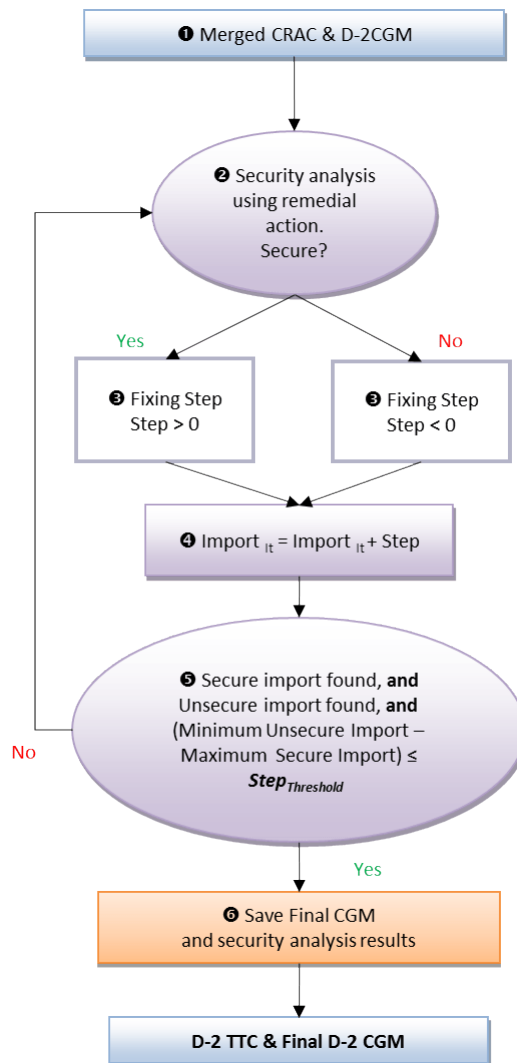 ❶ Merged CRAC & D-2CGM
❷ Security analysis
using remedial
action.
Secure?
Yes
No
❸ Fixing Step
Step > 0
❸ Fixing Step
Step < 0
❹ Import It = Import It + Step
❺ Secure import found, and
Unsecure import found, and
(Minimum Unsecure Import –
Maximum Secure Import) ≤
StepThreshold
No
Yes
❻ Save Final CGM
and security analysis results
D-2 TTC & Final D-2 CGM